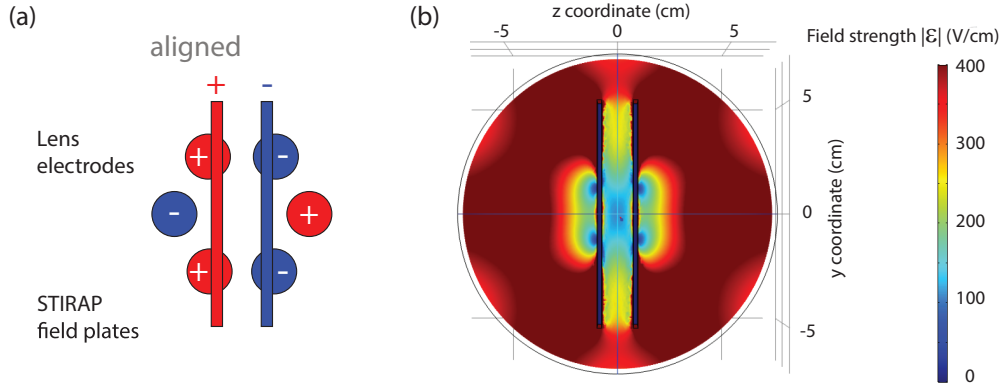 (a)
aligned
+ -
Lens
electrodes
+ -
- +
+ -
STIRAP
field plates
(b)
z coordinate (cm)
-5 0 5
5
0
-5
y coordinate (cm)
Field strength |Ɛ| (V/cm)
400
300
200
100
0